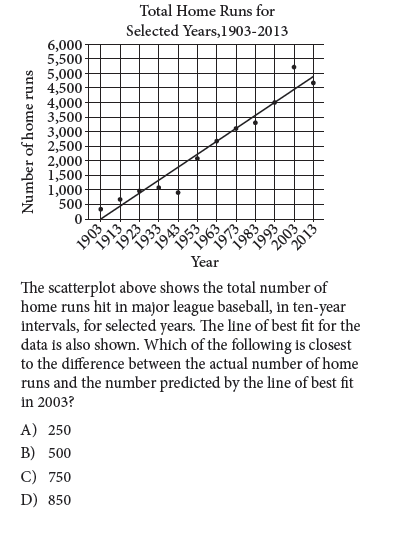 Total Home Runs for
Selected Years,1903-2013
Number of home runs
6,000
5,500
5,000
4,500
4,000
3,500
3,000
2,500
2,000
1,500
1,000
500
0
1903
1913
1923
1933
1943
1953
1963
1973
1983
1993
2003
2013
Year
The scatterplot above shows the total number of
home runs hit in major league baseball, in ten-year
intervals, for selected years. The line of best fit for the
data is also shown. Which of the following is closest
to the difference between the actual number of home
runs and the number predicted by the line of best fit
in 2003?
A) 250
B) 500
C) 750
D) 850